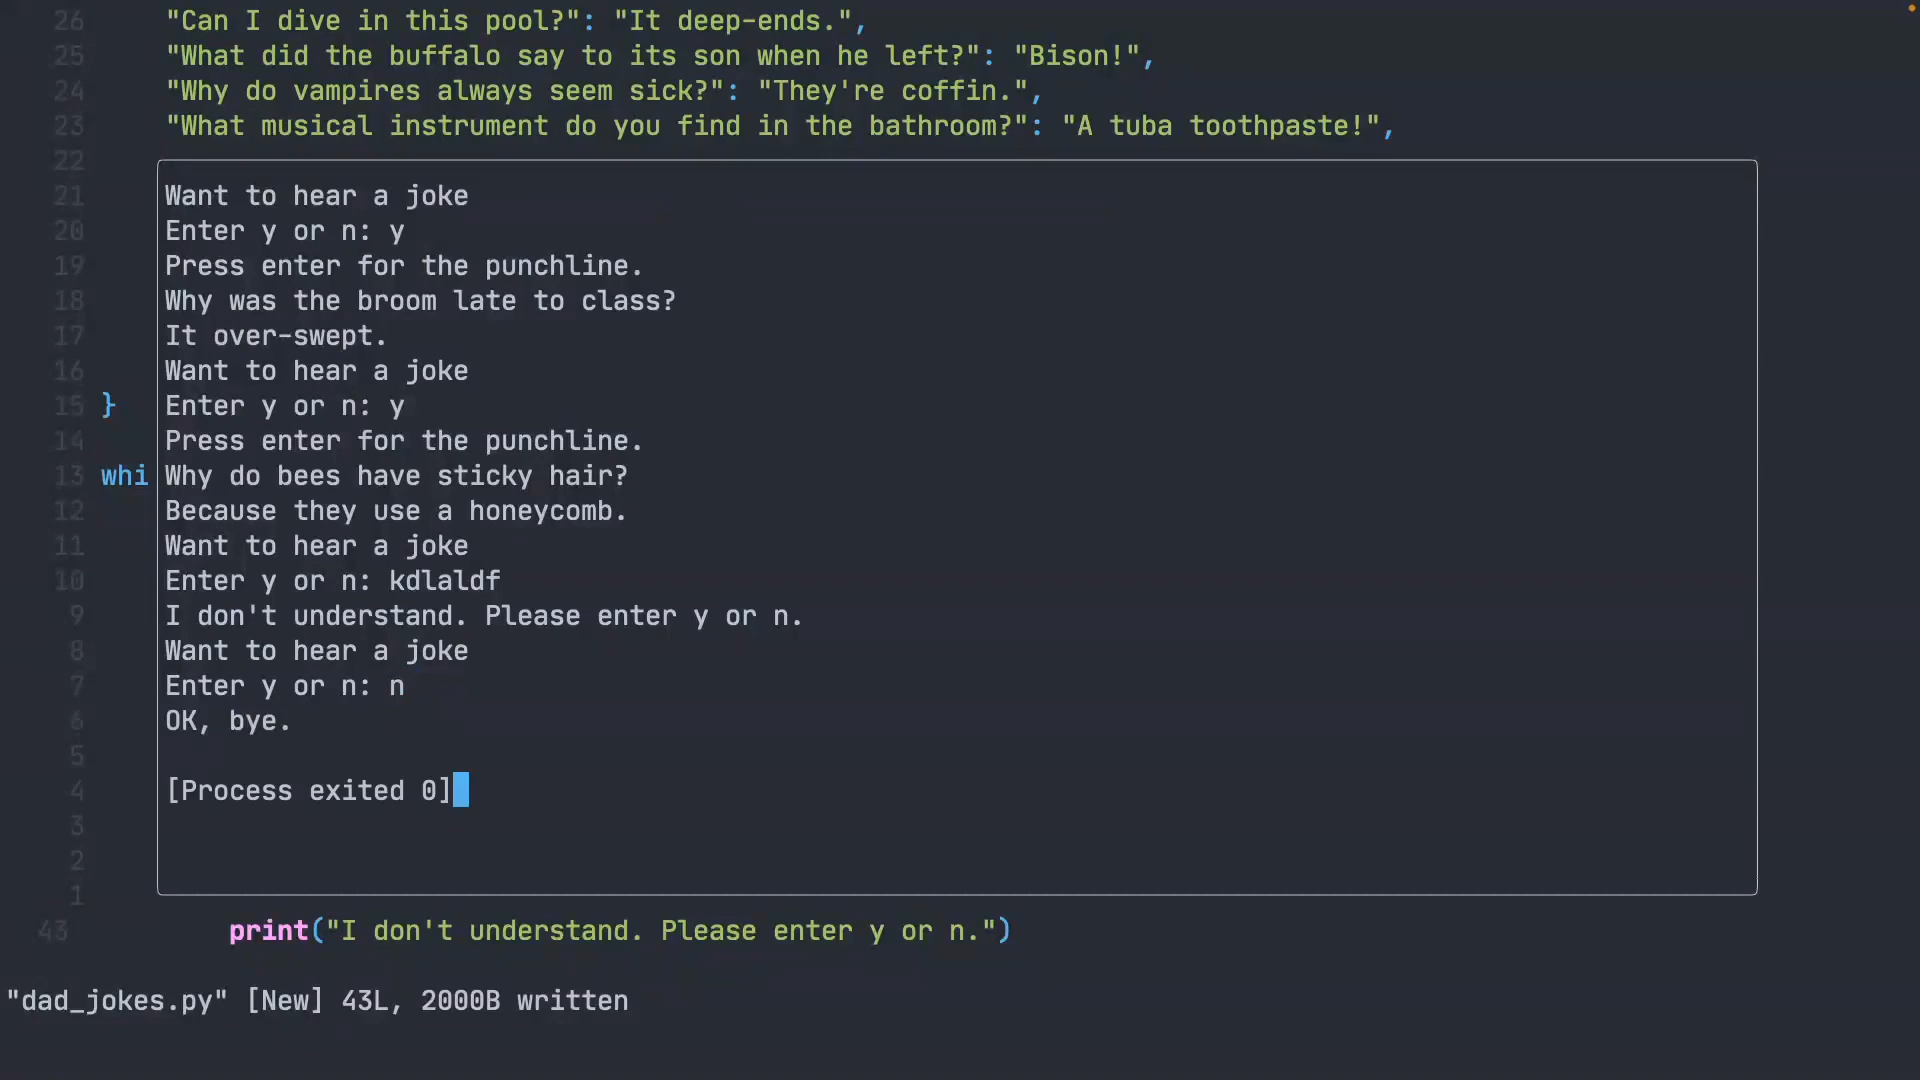 26 "Can I dive in this pool?": "It deep-ends.",
25 "What did the buffalo say to its son when he left?": "Bison!",
24 "Why do vampires always seem sick?": "They're coffin.",
23 "What musical instrument do you find in the bathroom?": "A tuba toothpaste!",
22
21 Want to hear a joke
20 Enter y or n: y
19 Press enter for the punchline.
18 Why was the broom late to class?
17 It over-swept.
16 Want to hear a joke
15 } Enter y or n: y
14 Press enter for the punchline.
13 whi Why do bees have sticky hair?
12 Because they use a honeycomb.
11 Want to hear a joke
10 Enter y or n: kdlaldf
9 I don't understand. Please enter y or n.
8 Want to hear a joke
7 Enter y or n: n
6 OK, bye.
5
4 [Process exited 0]
3
2
1
43 print("I don't understand. Please enter y or n.")
"dad_jokes.py" [New] 43L, 2000B written